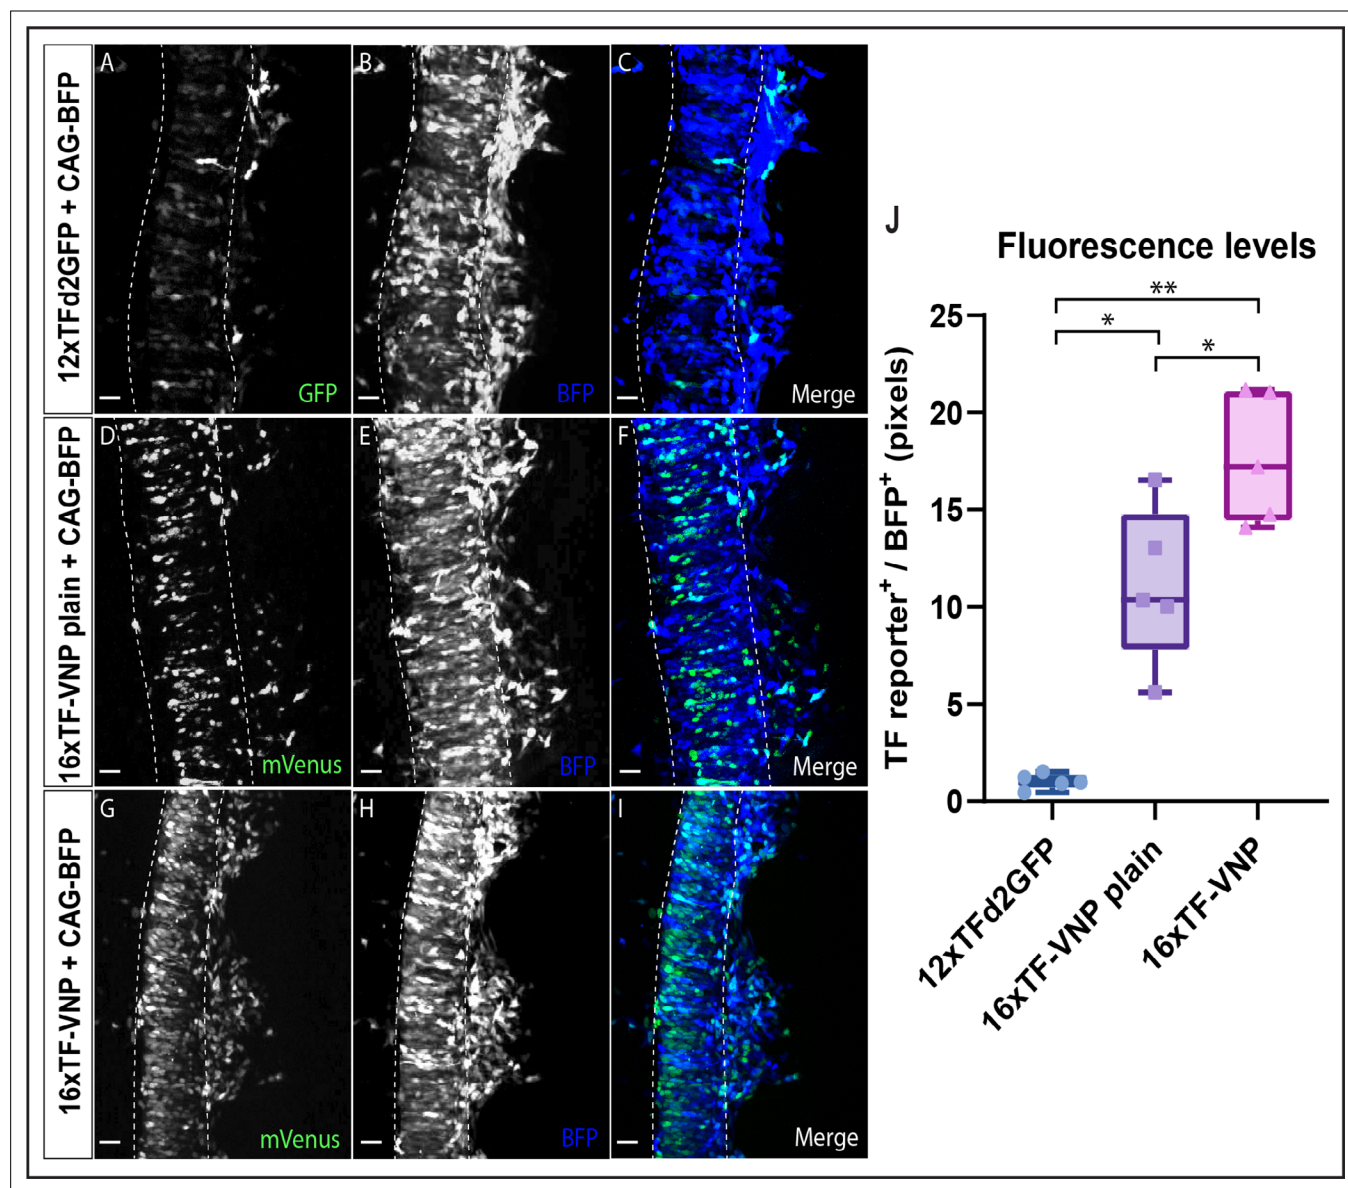 12xTFd2GFP + CAG-BFP
A
GFP
B
BFP
C
Merge
16xTF-VNP plain + CAG-BFP
D
mVenus
E
BFP
F
Merge
16xTF-VNP + CAG-BFP
G
mVenus
H
BFP
I
Merge
J
Fluorescence levels
**
*
*
TF reporter⁺ / BFP⁺ (pixels)
25
20
15
10
5
0
12xTFd2GFP
16xTF-VNP plain
16xTF-VNP